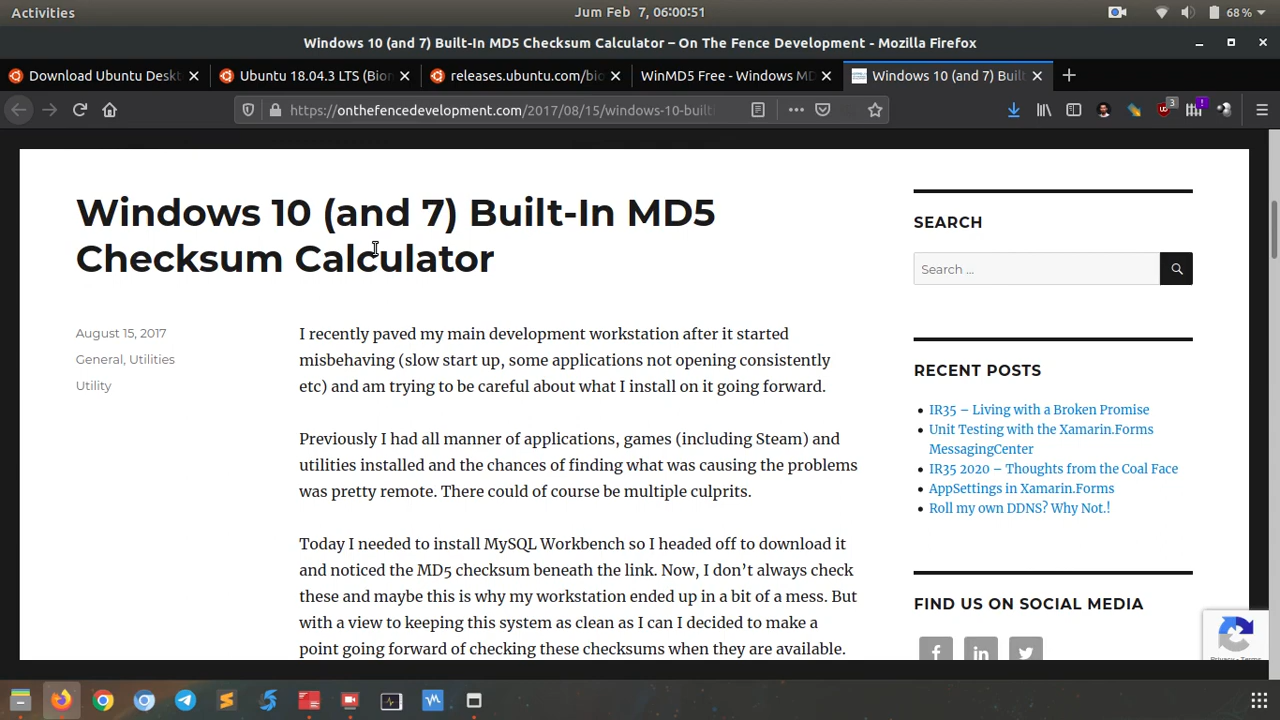 Activities
Jum Feb 7, 06:00:51
68 %
Windows 10 (and 7) Built-In MD5 Checksum Calculator – On The Fence Development - Mozilla Firefox
Download Ubuntu Deskt
Ubuntu 18.04.3 LTS (Bion
releases.ubuntu.com/bio
WinMD5 Free - Windows MD
Windows 10 (and 7) Built
https://onthefencedevelopment.com/2017/08/15/windows-10-built
3
!
Windows 10 (and 7) Built-In MD5
Checksum Calculator
August 15, 2017
General, Utilities
Utility
I recently paved my main development workstation after it started
misbehaving (slow start up, some applications not opening consistently
etc) and am trying to be careful about what I install on it going forward.
Previously I had all manner of applications, games (including Steam) and
utilities installed and the chances of finding what was causing the problems
was pretty remote. There could of course be multiple culprits.
Today I needed to install MySQL Workbench so I headed off to download it
and noticed the MD5 checksum beneath the link. Now, I don’t always check
these and maybe this is why my workstation ended up in a bit of a mess. But
with a view to keeping this system as clean as I can I decided to make a
point going forward of checking these checksums when they are available.
SEARCH
Search …
RECENT POSTS
IR35 – Living with a Broken Promise
Unit Testing with the Xamarin.Forms
MessagingCenter
IR35 2020 – Thoughts from the Coal Face
AppSettings in Xamarin.Forms
Roll my own DDNS? Why Not.!
FIND US ON SOCIAL MEDIA
Privacy - Terms